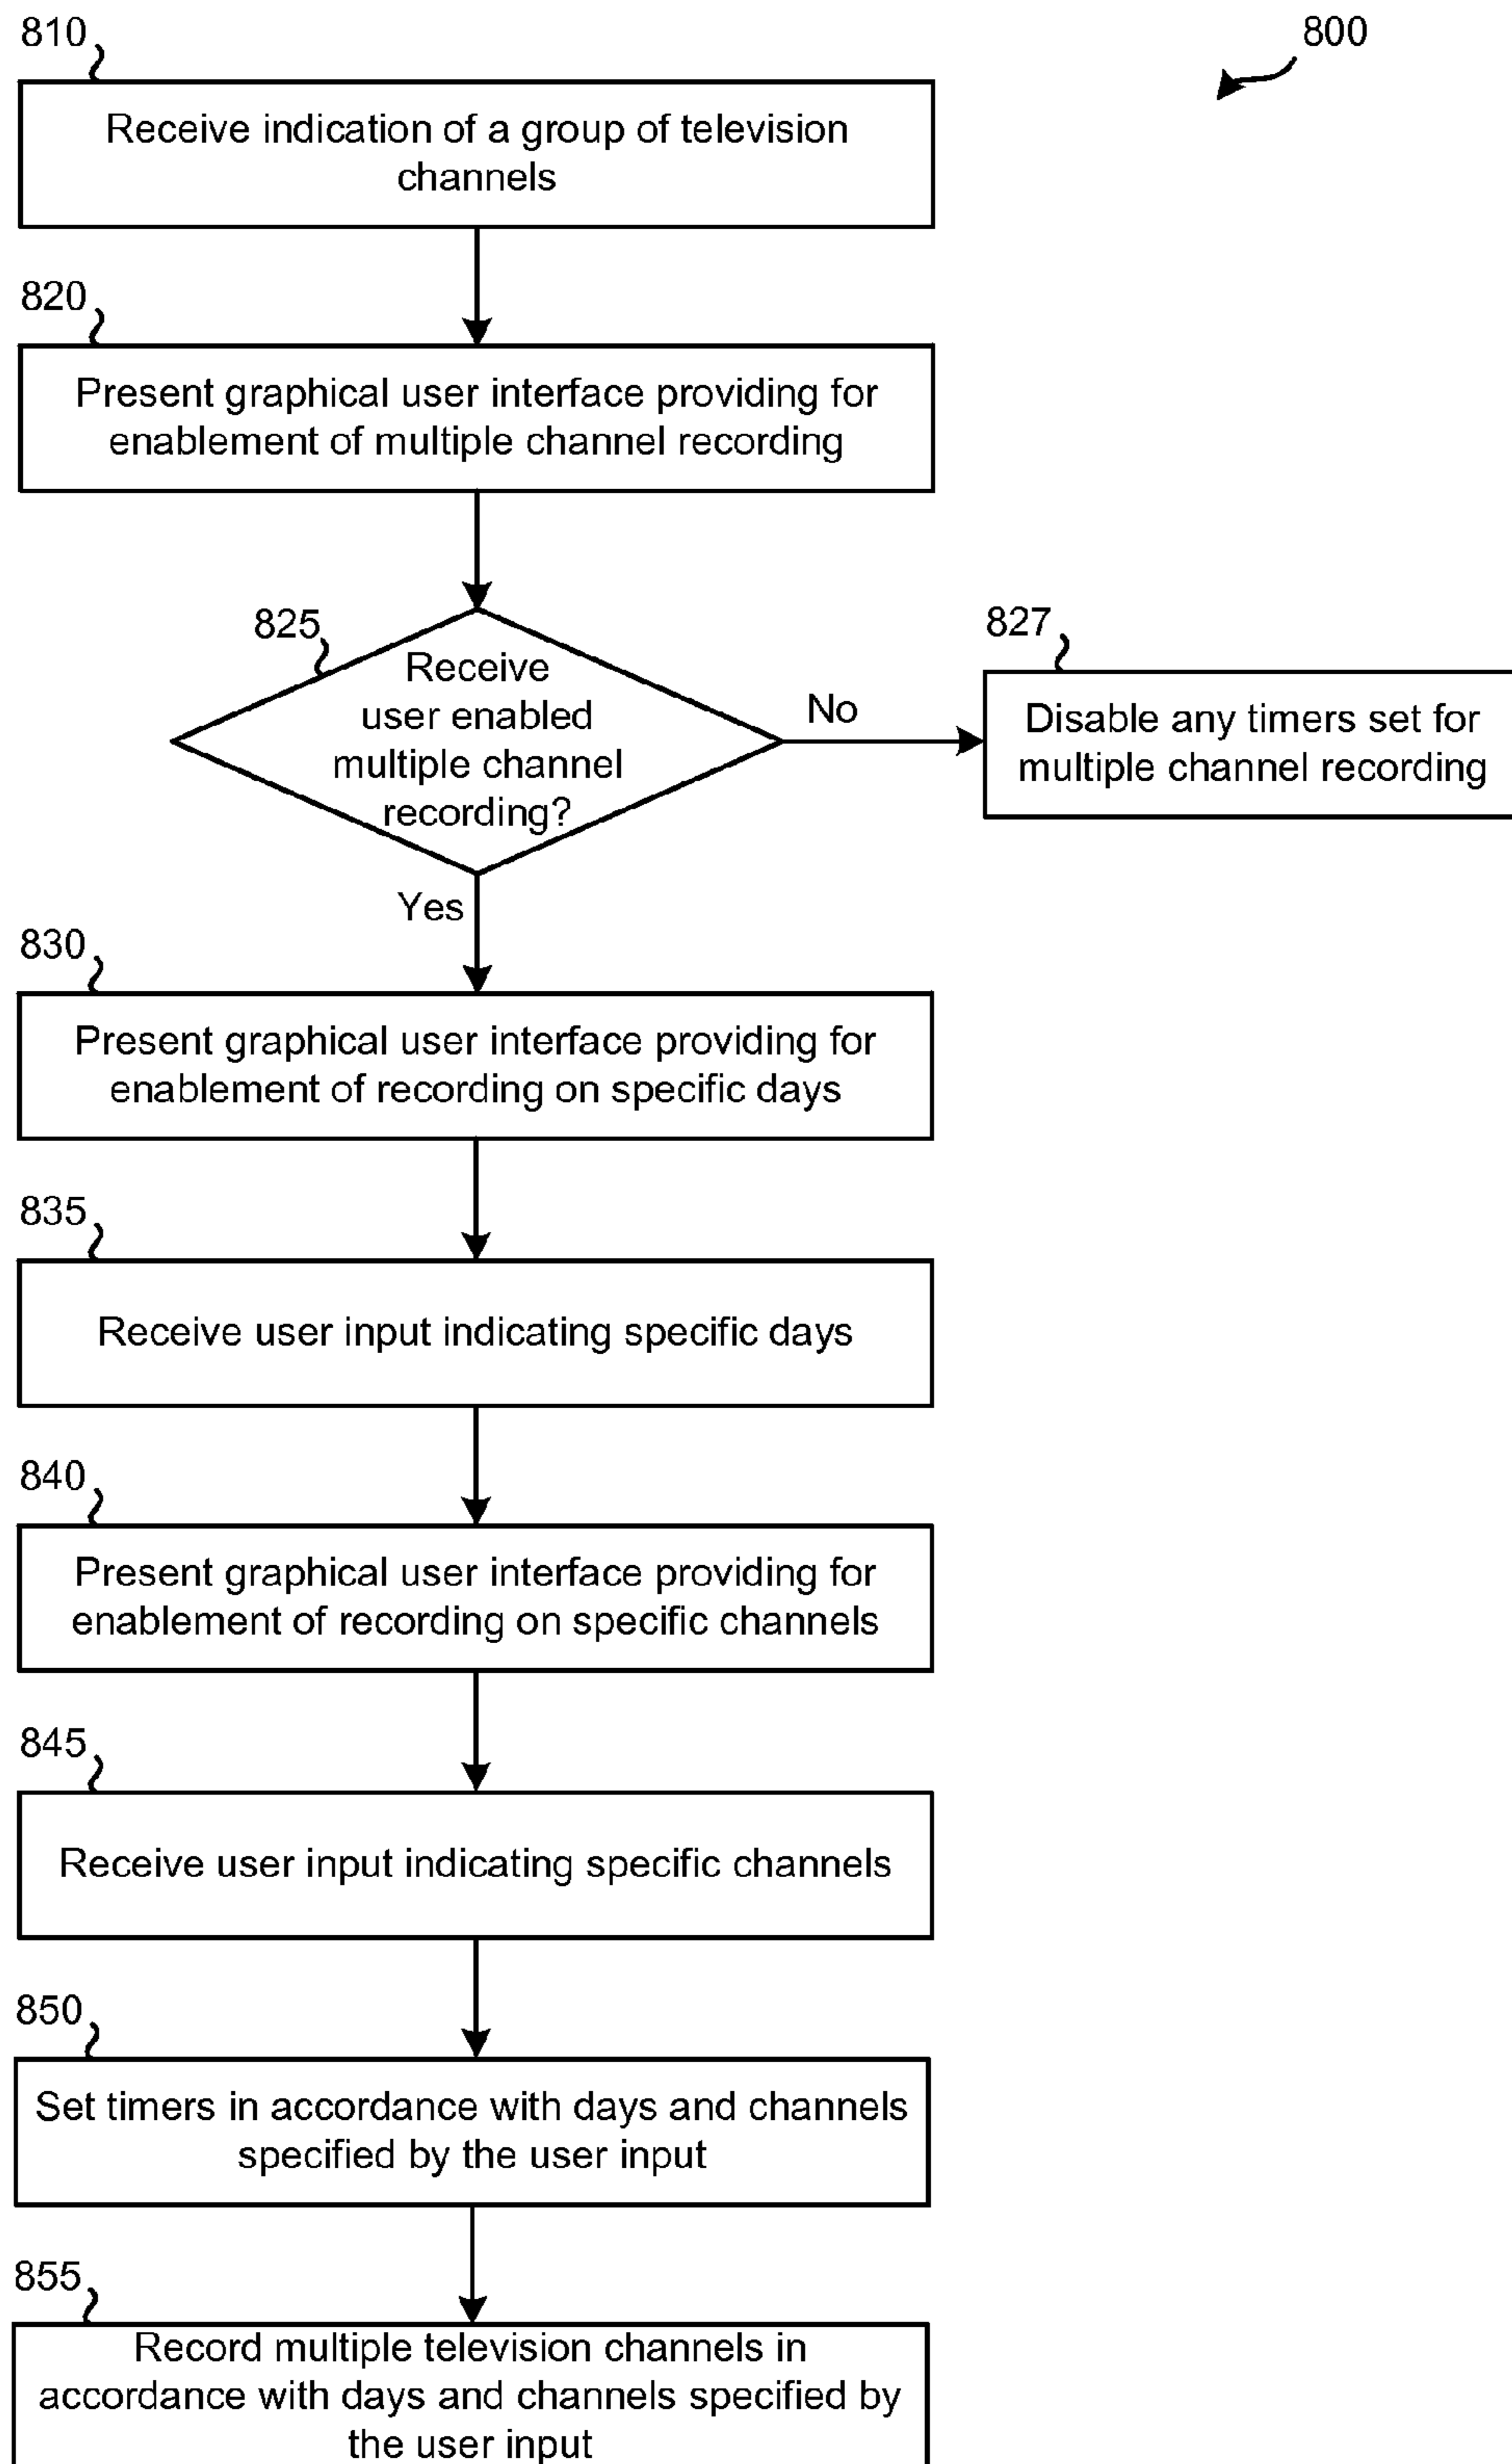 810
800
Receive indication of a group of television
channels
820
Present graphical user interface providing for
enablement of multiple channel recording
825
Receive
user enabled
multiple channel
recording?
No
827
Disable any timers set for
multiple channel recording
Yes
830
Present graphical user interface providing for
enablement of recording on specific days
835
Receive user input indicating specific days
840
Present graphical user interface providing for
enablement of recording on specific channels
845
Receive user input indicating specific channels
850
Set timers in accordance with days and channels
specified by the user input
855
Record multiple television channels in
accordance with days and channels specified by
the user input